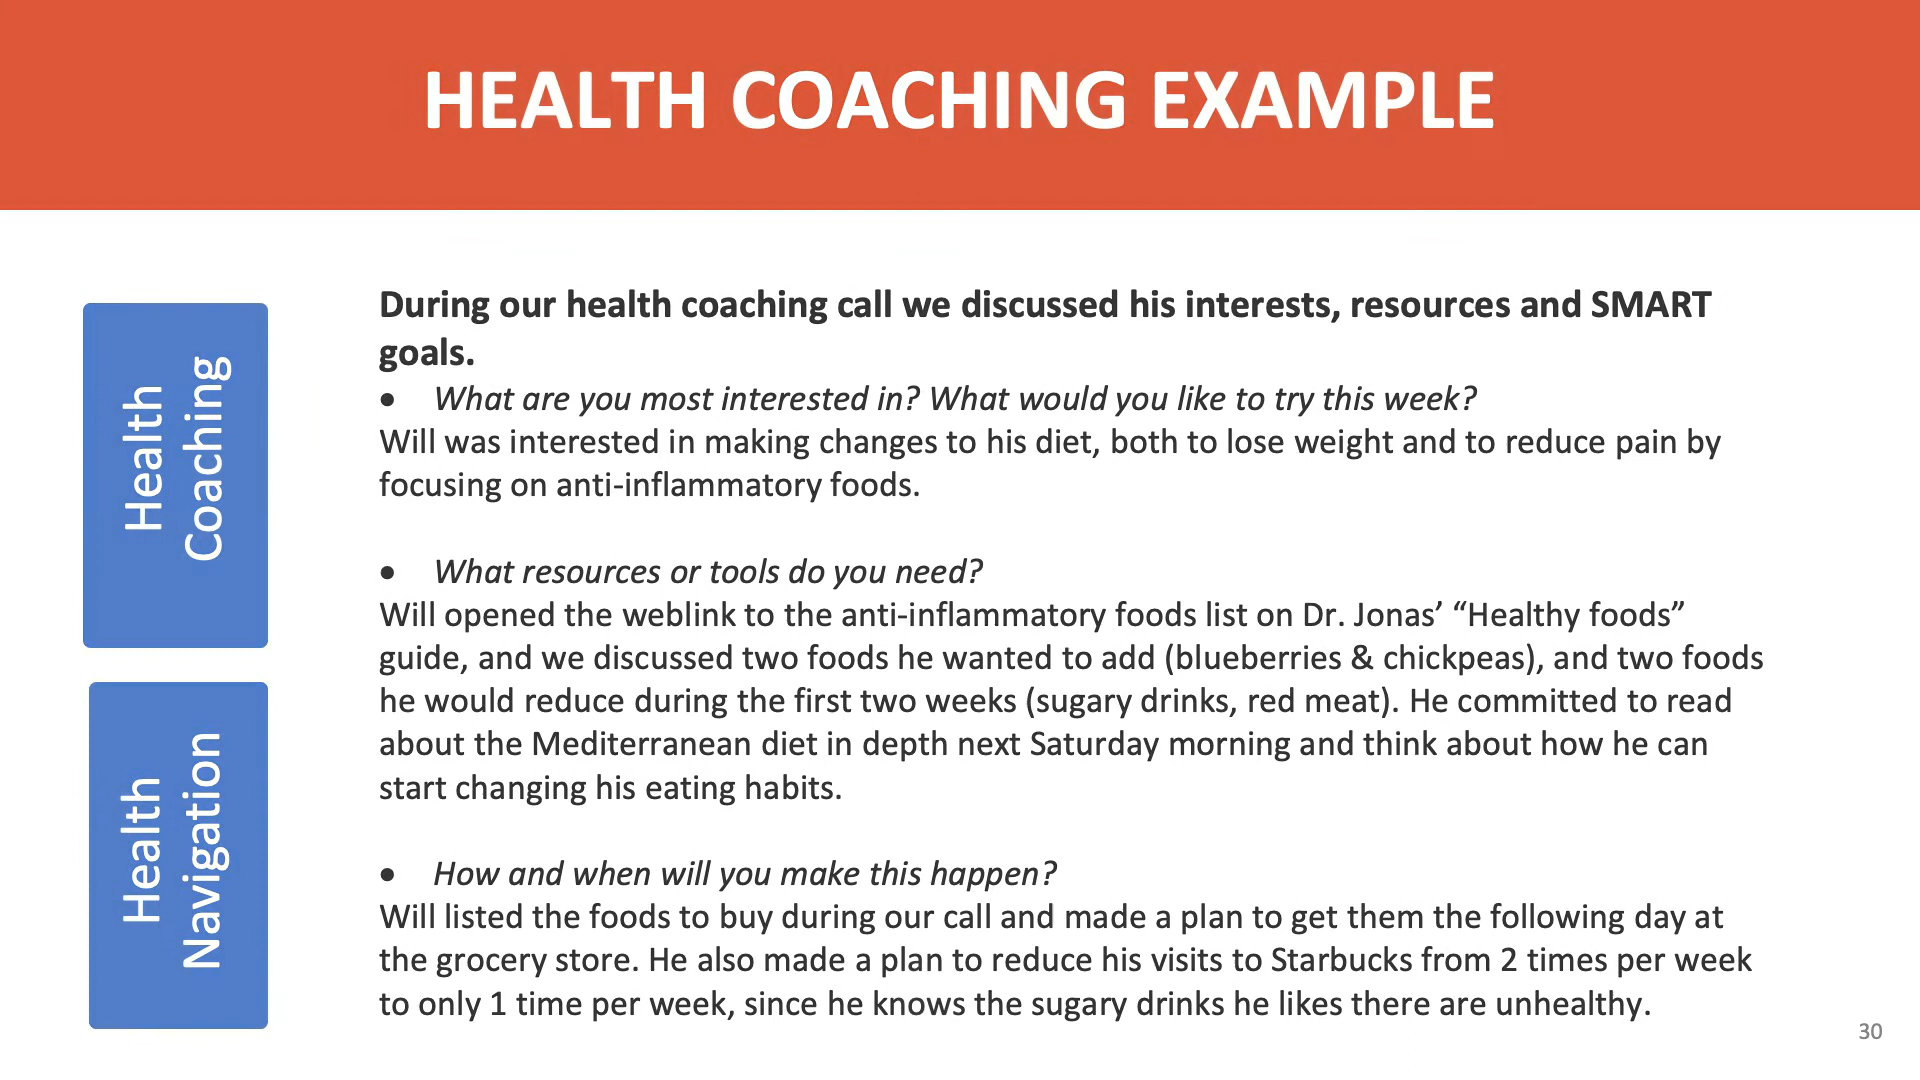 HEALTH COACHING EXAMPLE
Health
Coaching
Health
Navigation
During our health coaching call we discussed his interests, resources and SMART
goals.
• What are you most interested in? What would you like to try this week?
Will was interested in making changes to his diet, both to lose weight and to reduce pain by
focusing on anti-inflammatory foods.
• What resources or tools do you need?
Will opened the weblink to the anti-inflammatory foods list on Dr. Jonas’ “Healthy foods”
guide, and we discussed two foods he wanted to add (blueberries & chickpeas), and two foods
he would reduce during the first two weeks (sugary drinks, red meat). He committed to read
about the Mediterranean diet in depth next Saturday morning and think about how he can
start changing his eating habits.
• How and when will you make this happen?
Will listed the foods to buy during our call and made a plan to get them the following day at
the grocery store. He also made a plan to reduce his visits to Starbucks from 2 times per week
to only 1 time per week, since he knows the sugary drinks he likes there are unhealthy.
30